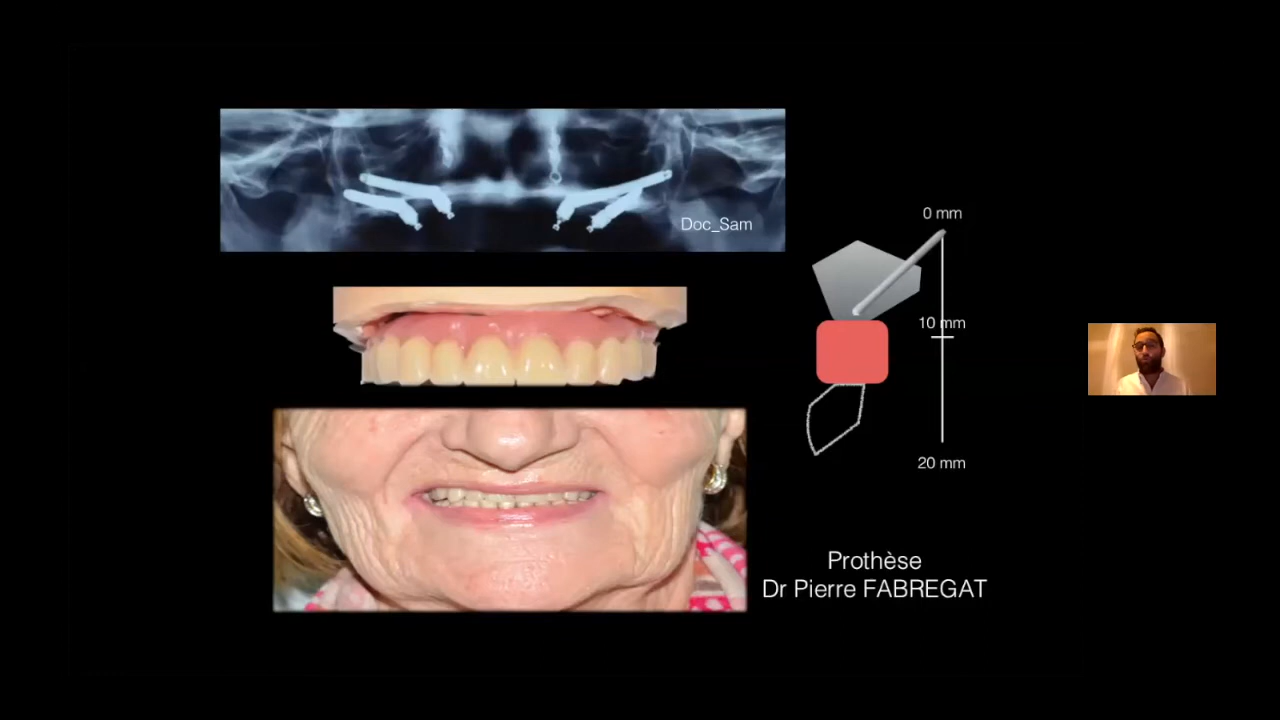 Doc_Sam
0 mm
10 mm
20 mm
Prothèse
Dr Pierre FABREGAT